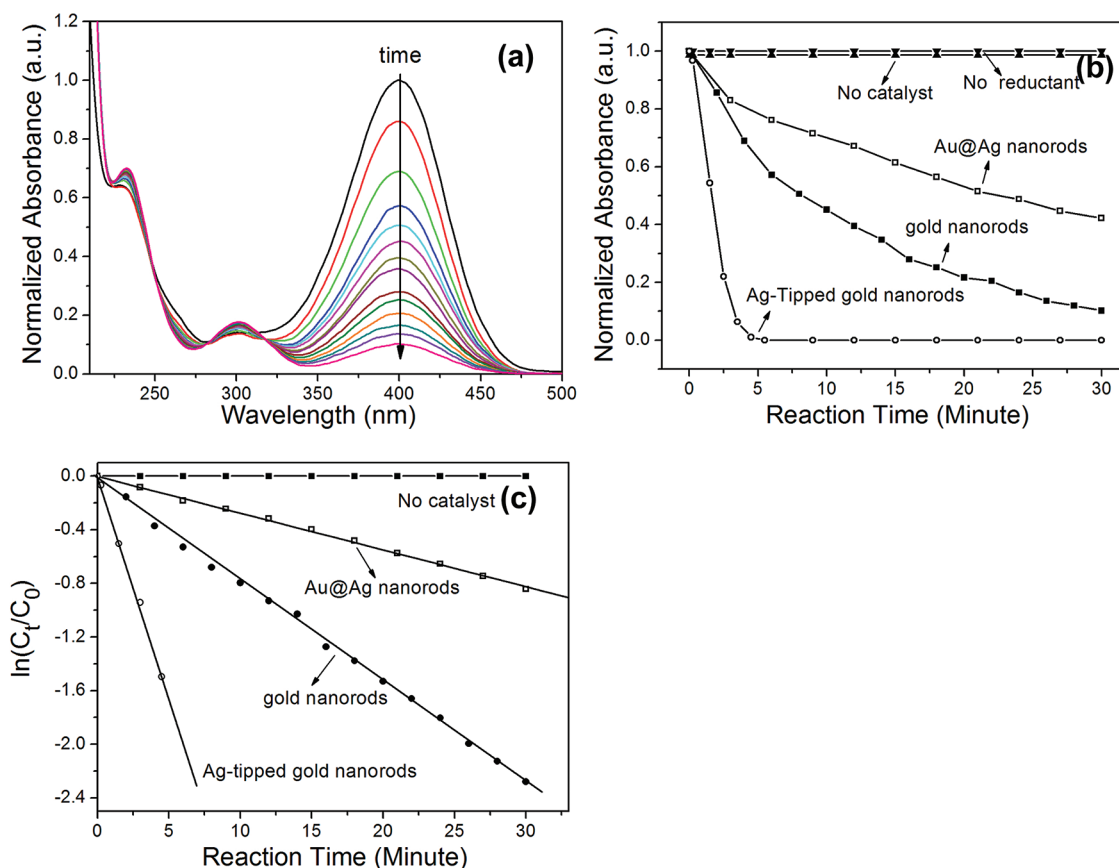 1.2
1.0
0.8
0.6
0.4
0.2
0.0
Normalized Absorbance (a.u.)
time
(a)
250 300 350 400 450 500
Wavelength (nm)
1.0
0.8
0.6
0.4
0.2
0.0
Normalized Absorbance (a.u.)
(b)
No catalyst
No reductant
Au@Ag nanorods
gold nanorods
Ag-Tipped gold nanorods
0 5 10 15 20 25 30
Reaction Time (Minute)
0.0
-0.4
-0.8
-1.2
-1.6
-2.0
-2.4
ln(Ct/C0)
No catalyst
(c)
Au@Ag nanorods
gold nanorods
Ag-tipped gold nanorods
0 5 10 15 20 25 30
Reaction Time (Minute)